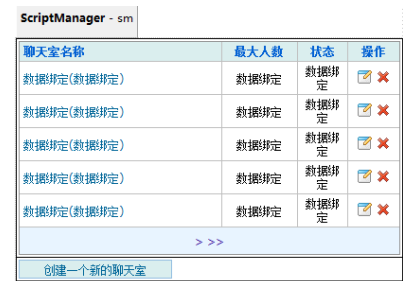 ScriptManager - sm
聊天室名称 最大人数 状态 操作
数据绑定(数据绑定) 数据绑定 数据绑
定
数据绑定(数据绑定) 数据绑定 数据绑
定
数据绑定(数据绑定) 数据绑定 数据绑
定
数据绑定(数据绑定) 数据绑定 数据绑
定
数据绑定(数据绑定) 数据绑定 数据绑
定
> >>
创建一个新的聊天室